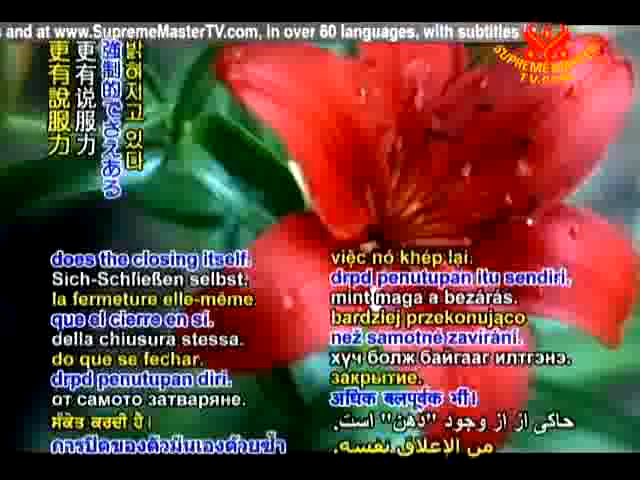 s and at www.SupremeMasterTV.com, in over 60 languages, with subtitles
SUPREME MASTER
TV.com
밝혀지고 있다
強制的でさえある
更有说服力
更有說服力
does the closing itself.
Sich-Schließen selbst.
la fermeture elle-même.
que el cierre en sí.
della chiusura stessa.
do que se fechar.
drpd penutupan diri.
от самото затваряне.
ਸੰਕੇਤ ਕਰਦੀ ਹੈ।
การปิดของตัวมันเองด้วยซ้ำ
việc nó khép lại.
drpd penutupan itu sendiri.
mint maga a bezárás.
bardziej przekonująco
než samotné zavírání.
хүч болж байгааг илтгэнэ.
закрытие.
अधिक बलपूर्वक भी।
حاکی از از وجود "ذهن" است.
من الإغلاق نفسه.